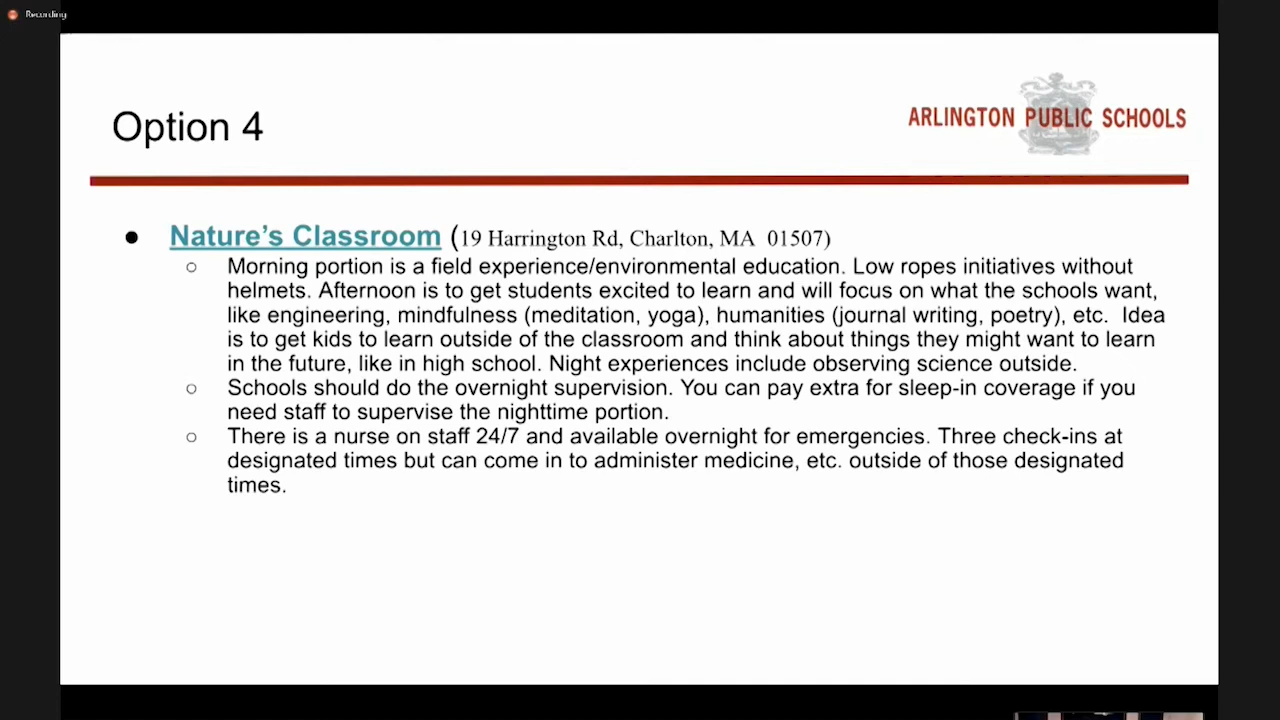 Recording
Option 4
ARLINGTON PUBLIC SCHOOLS
● Nature's Classroom (19 Harrington Rd, Charlton, MA 01507)
○ Morning portion is a field experience/environmental education. Low ropes initiatives without
helmets. Afternoon is to get students excited to learn and will focus on what the schools want,
like engineering, mindfulness (meditation, yoga), humanities (journal writing, poetry), etc. Idea
is to get kids to learn outside of the classroom and think about things they might want to learn
in the future, like in high school. Night experiences include observing science outside.
○ Schools should do the overnight supervision. You can pay extra for sleep-in coverage if you
need staff to supervise the nighttime portion.
○ There is a nurse on staff 24/7 and available overnight for emergencies. Three check-ins at
designated times but can come in to administer medicine, etc. outside of those designated
times.